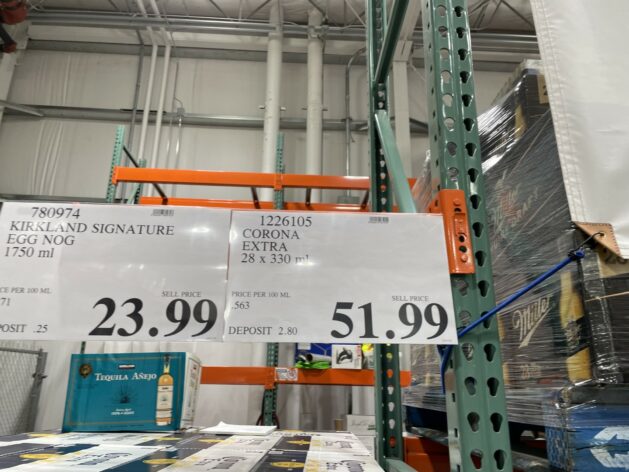 780974
KIRKLAND SIGNATURE
EGG NOG
1750 ml
SELL PRICE
CE PER 100 ML
71
23.99
POSIT .25
1226105
CORONA
EXTRA
28 x 330 ml
SELL PRICE
PRICE PER 100 ML
.563
51.99
DEPOSIT 2.80
KIRKLAND
TEQUILA AÑEJO
Miller